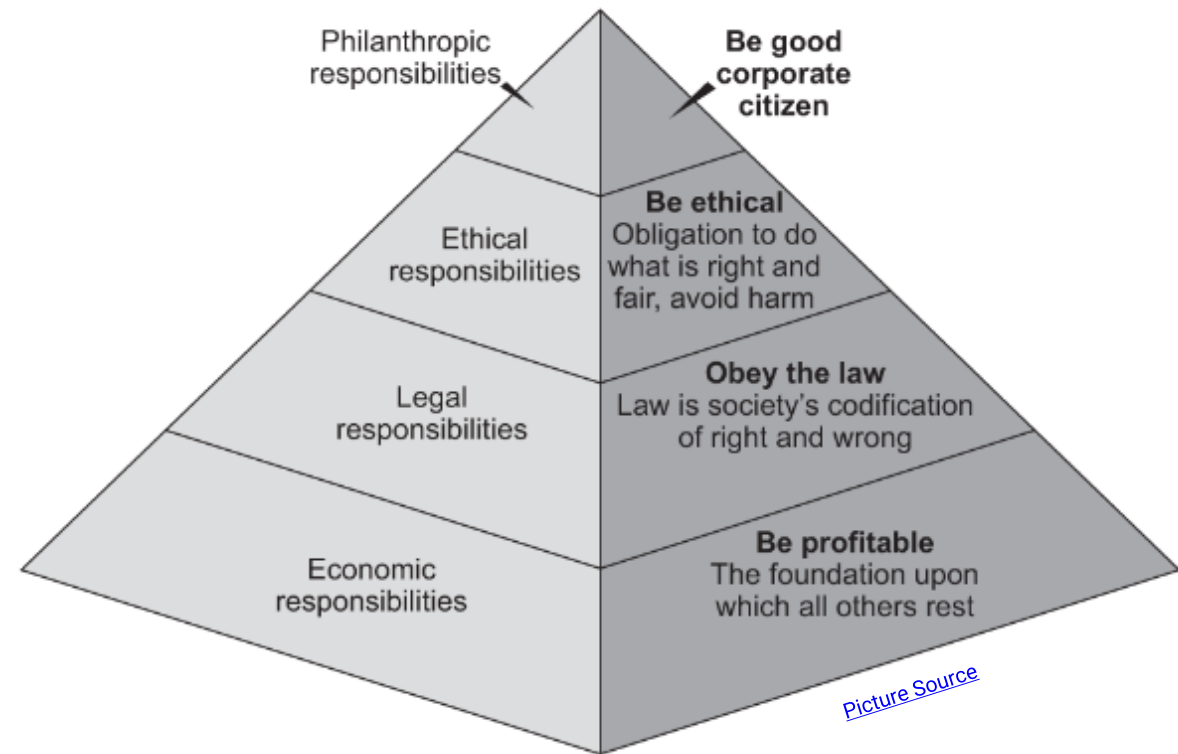 Philanthropic
responsibilities
Be good
corporate
citizen
Ethical
responsibilities
Be ethical
Obligation to do
what is right and
fair, avoid harm
Legal
responsibilities
Obey the law
Law is society's codification
of right and wrong
Economic
responsibilities
Be profitable
The foundation upon
which all others rest
Picture Source